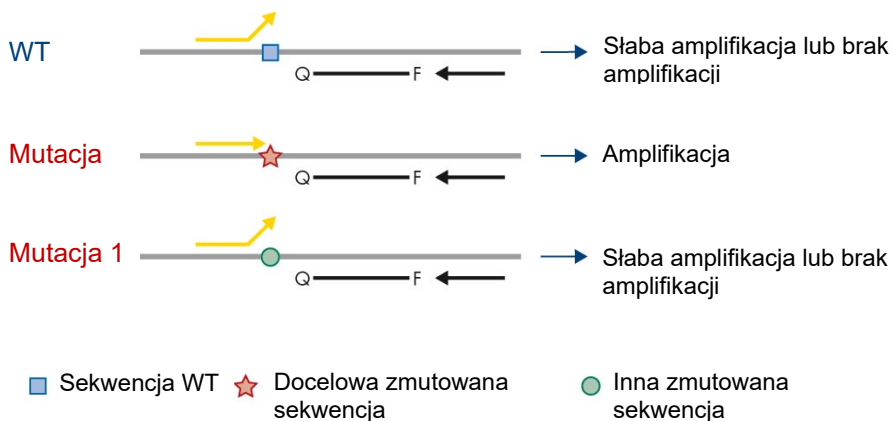 WT
Słaba amplifikacja lub brak
amplifikacji
Q F
Mutacja
Amplifikacja
Q F
Mutacja 1
Słaba amplifikacja lub brak
amplifikacji
Q F
Sekwencja WT
Docelowa zmutowana
sekwencja
Inna zmutowana
sekwencja